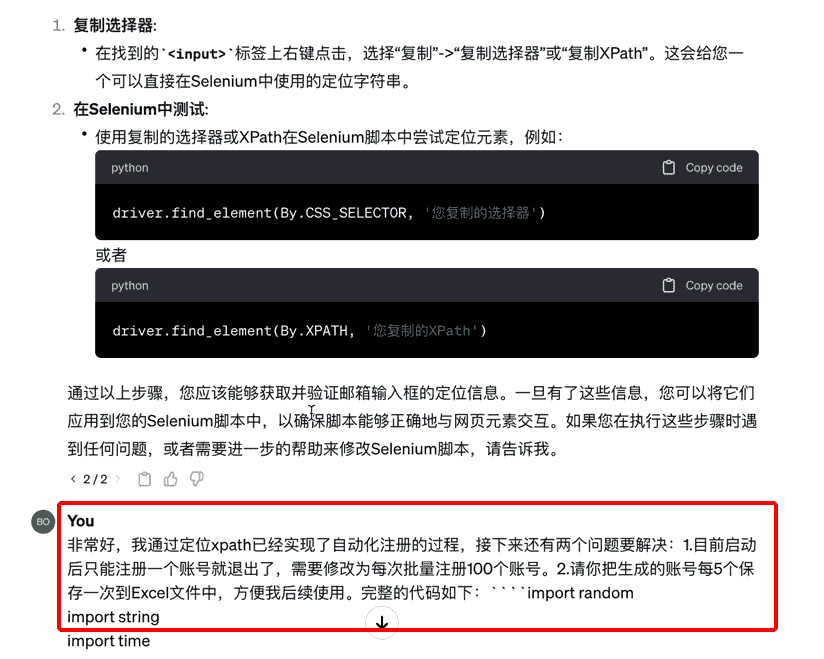 1. 复制选择器:
• 在找到的`<input>`标签上右键点击，选择“复制”->“复制选择器”或“复制XPath”。这会给您一
个可以直接在Selenium中使用的定位字符串。
2. 在Selenium中测试:
• 使用复制的选择器或XPath在Selenium脚本中尝试定位元素，例如：
python Copy code
driver.find_element(By.CSS_SELECTOR, '您复制的选择器')
或者
python Copy code
driver.find_element(By.XPATH, '您复制的XPath')
通过以上步骤，您应该能够获取并验证邮箱输入框的定位信息。一旦有了这些信息，您可以将它们
应用到您的Selenium脚本中，以确保脚本能够正确地与网页元素交互。如果您在执行这些步骤时遇
到任何问题，或者需要进一步的帮助来修改Selenium脚本，请告诉我。
2 / 2
BO You
非常好，我通过定位xpath已经实现了自动化注册的过程，接下来还有两个问题要解决：1.目前启动
后只能注册一个账号就退出了，需要修改为每次批量注册100个账号。2.请你把生成的账号每5个保
存一次到Excel文件中，方便我后续使用。完整的代码如下：````import random
import string
import time